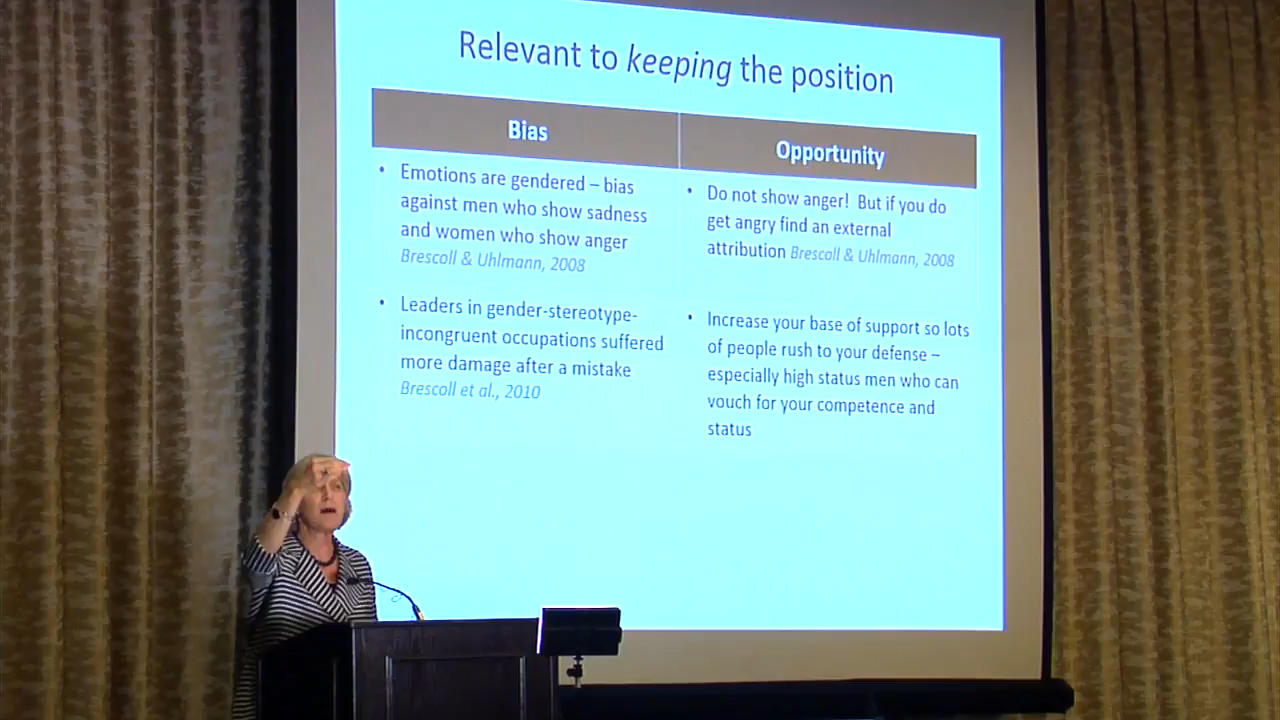 Relevant to keeping the position
Bias
Opportunity
• Emotions are gendered – bias
against men who show sadness
and women who show anger
Brescoll & Uhlmann, 2008
• Do not show anger! But if you do
get angry find an external
attribution Brescoll & Uhlmann, 2008
• Leaders in gender-stereotype-
incongruent occupations suffered
more damage after a mistake
Brescoll et al., 2010
• Increase your base of support so lots
of people rush to your defense –
especially high status men who can
vouch for your competence and
status